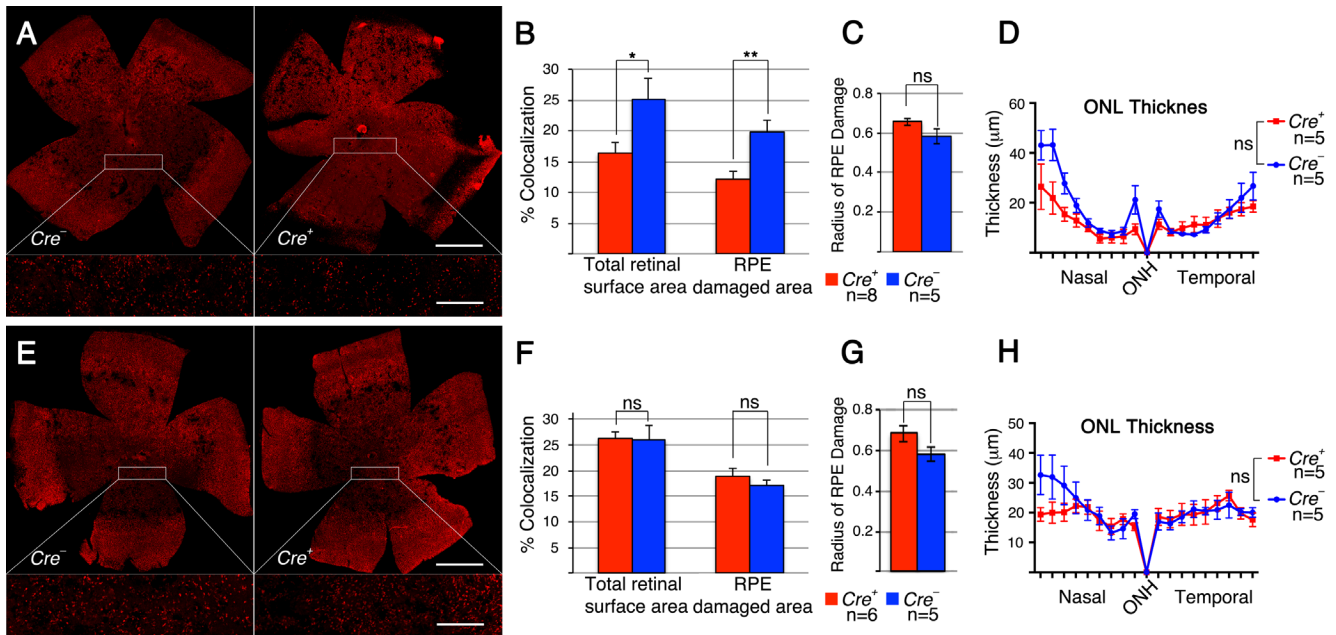 A
Cre–
Cre+
B
% Colocalization
30
25
20
15
10
5
*
**
Total retinal
surface area
RPE
damaged area
C
Radius of RPE Damage
0.8
0.6
0.4
0.2
ns
Cre+
n=8
Cre–
n=5
D
ONL Thicknes
Thickness (μm)
60
40
20
Nasal
ONH
Temporal
ns
Cre+
n=5
Cre–
n=5
E
Cre–
Cre+
F
% Colocalization
30
25
20
15
10
5
ns
ns
Total retinal
surface area
RPE
damaged area
G
Radius of RPE Damage
0.8
0.6
0.4
0.2
ns
Cre+
n=6
Cre–
n=5
H
ONL Thickness
Thickness (μm)
50
40
30
20
10
Nasal
ONH
Temporal
ns
Cre+
n=5
Cre–
n=5